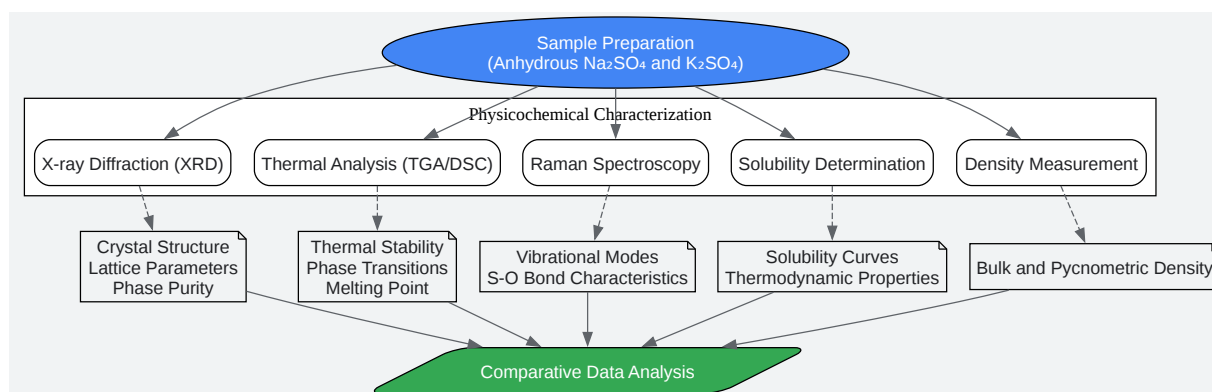 Sample Preparation
(Anhydrous Na₂SO₄ and K₂SO₄)
Physicochemical Characterization
X-ray Diffraction (XRD)
Thermal Analysis (TGA/DSC)
Raman Spectroscopy
Solubility Determination
Density Measurement
Crystal Structure
Lattice Parameters
Phase Purity
Thermal Stability
Phase Transitions
Melting Point
Vibrational Modes
S-O Bond Characteristics
Solubility Curves
Thermodynamic Properties
Bulk and Pycnometric Density
Comparative Data Analysis